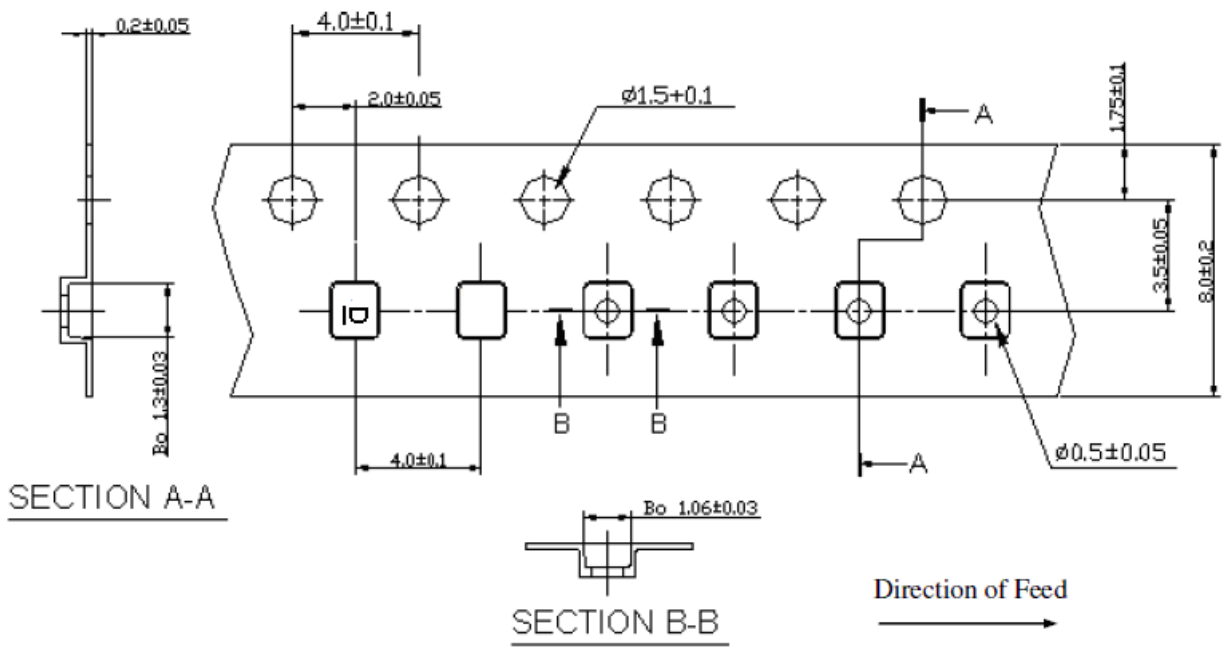 0.2±0.05
4.0±0.1
2.0±0.05
ø1.5+0.1
A
1.75±0.1
3.5±0.05
8.0±0.2
DI
B
B
Bo 1.3±0.03
4.0±0.1
A
ø0.5±0.05
SECTION A-A
Bo 1.06±0.03
SECTION B-B
Direction of Feed